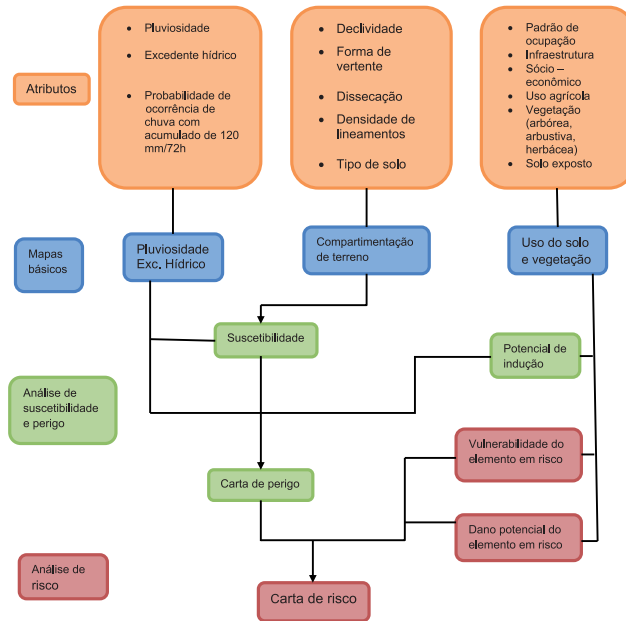 Atributos
• Pluviosidade
• Excedente hídrico
• Probabilidade de
ocorrência de
chuva com
acumulado de 120
mm/72h
• Declividade
• Forma de
vertente
• Dissecação
• Densidade de
lineamentos
• Tipo de solo
• Padrão de
ocupação
• Infraestrutura
• Sócio –
econômico
• Uso agrícola
• Vegetação
(arbórea,
arbustiva,
herbácea)
• Solo exposto
Mapas
básicos
Pluviosidade
Exc. Hídrico
Compartimentação
de terreno
Uso do solo
e vegetação
Suscetibilidade
Potencial de
indução
Análise de
suscetibilidade
e perigo
Vulnerabilidade do
elemento em risco
Carta de perigo
Dano potencial do
elemento em risco
Análise de
risco
Carta de risco